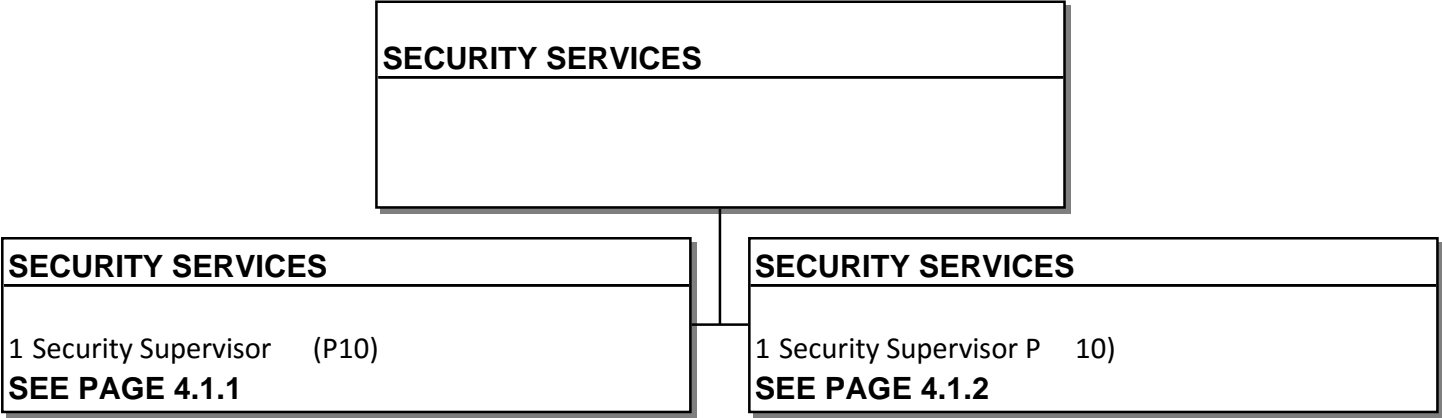 SECURITY SERVICES
SECURITY SERVICES
1 Security Supervisor (P10)
SEE PAGE 4.1.1
SECURITY SERVICES
1 Security Supervisor P 10)
SEE PAGE 4.1.2